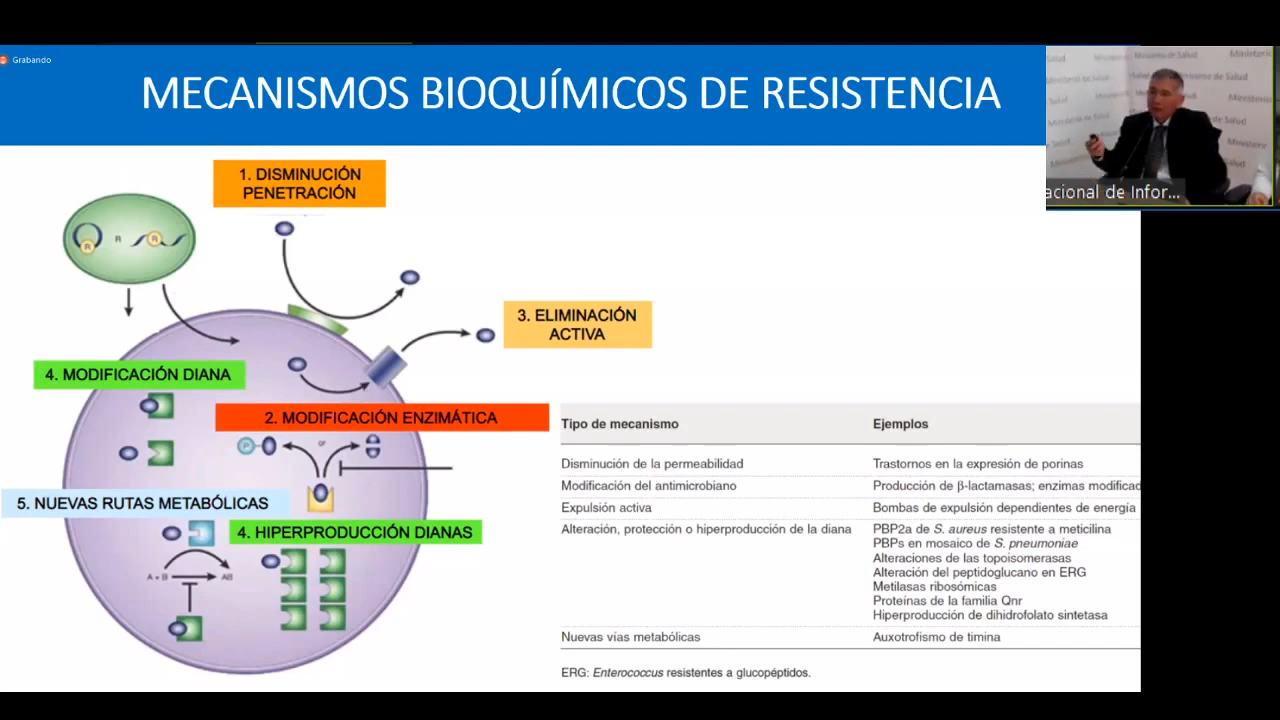 Grabando
MECANISMOS BIOQUÍMICOS DE RESISTENCIA
Ministerio de Salud
acional de Infor...
1. DISMINUCIÓN
PENETRACIÓN
R
R
R
3. ELIMINACIÓN
ACTIVA
4. MODIFICACIÓN DIANA
2. MODIFICACIÓN ENZIMÁTICA
P
or
5. NUEVAS RUTAS METABÓLICAS
4. HIPERPRODUCCIÓN DIANAS
A + B
AB
Tipo de mecanismo Ejemplos
Disminución de la permeabilidad Trastornos en la expresión de porinas
Modificación del antimicrobiano Producción de β-lactamasas; enzimas modificad
Expulsión activa Bombas de expulsión dependientes de energía
Alteración, protección o hiperproducción de la diana PBP2a de S. aureus resistente a meticilina
PBPs en mosaico de S. pneumoniae
Alteraciones de las topoisomerasas
Alteración del peptidoglucano en ERG
Metilasas ribosómicas
Proteínas de la familia Qnr
Hiperproducción de dihidrofolato sintetasa
Nuevas vías metabólicas Auxotrofismo de timina
ERG: Enterococcus resistentes a glucopéptidos.